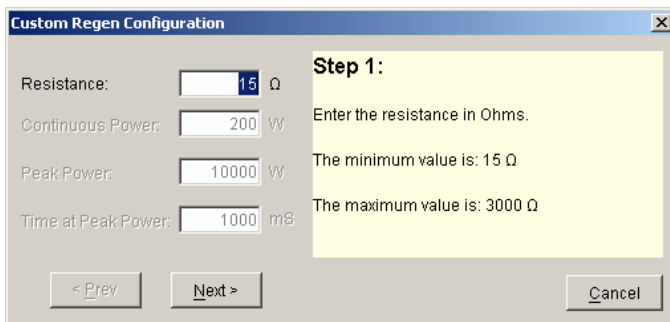 Custom Regen Configuration
Resistance: 15 Ω
Continuous Power: 200 W
Peak Power: 10000 W
Time at Peak Power: 1000 mS
Step 1:
Enter the resistance in Ohms.
The minimum value is: 15 Ω
The maximum value is: 3000 Ω
< Prev
Next >
Cancel